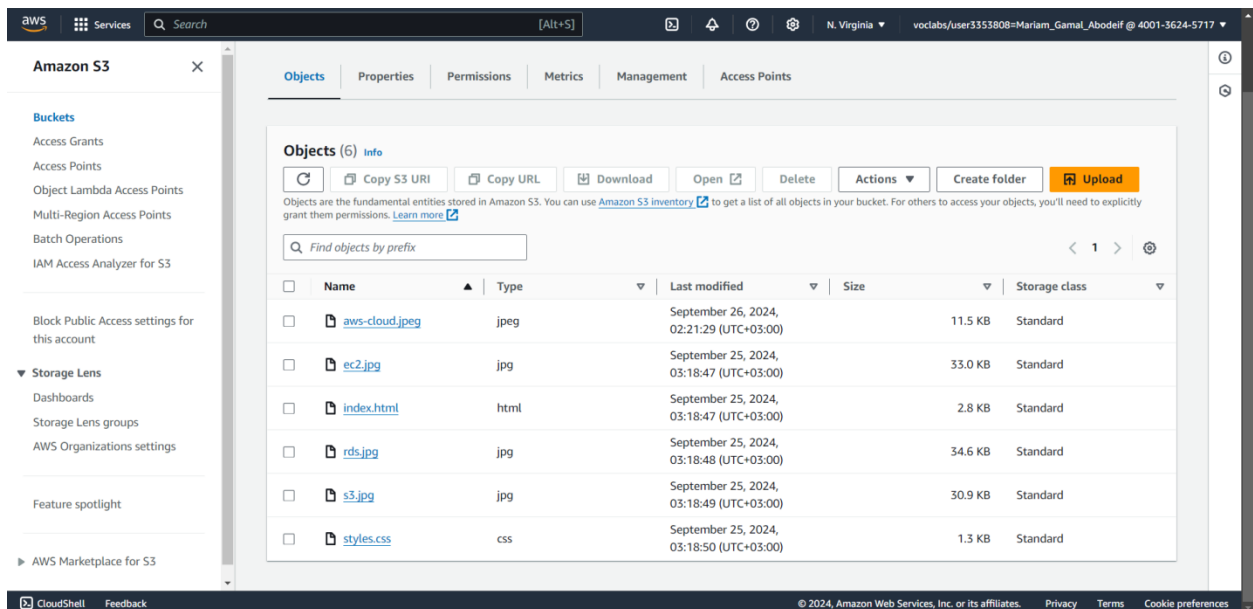 aws
Services
Search
[Alt+S]
N. Virginia
voclabs/user3353808=Mariam_Gamal_Abodeif @ 4001-3624-5717
Amazon S3
Buckets
Access Grants
Access Points
Object Lambda Access Points
Multi-Region Access Points
Batch Operations
IAM Access Analyzer for S3
Block Public Access settings for
this account
Storage Lens
Dashboards
Storage Lens groups
AWS Organizations settings
Feature spotlight
AWS Marketplace for S3
Objects Properties Permissions Metrics Management Access Points
Objects (6) Info
Copy S3 URI Copy URL Download Open Delete Actions Create folder Upload
Objects are the fundamental entities stored in Amazon S3. You can use Amazon S3 inventory to get a list of all objects in your bucket. For others to access your objects, you'll need to explicitly
grant them permissions. Learn more
Find objects by prefix
1
Name Type Last modified Size Storage class
aws-cloud.jpeg jpeg September 26, 2024, 11.5 KB Standard
02:21:29 (UTC+03:00)
ec2.jpg jpg September 25, 2024, 33.0 KB Standard
03:18:47 (UTC+03:00)
index.html html September 25, 2024, 2.8 KB Standard
03:18:47 (UTC+03:00)
rds.jpg jpg September 25, 2024, 34.6 KB Standard
03:18:48 (UTC+03:00)
s3.jpg jpg September 25, 2024, 30.9 KB Standard
03:18:49 (UTC+03:00)
styles.css css September 25, 2024, 1.3 KB Standard
03:18:50 (UTC+03:00)
CloudShell Feedback © 2024, Amazon Web Services, Inc. or its affiliates. Privacy Terms Cookie preferences